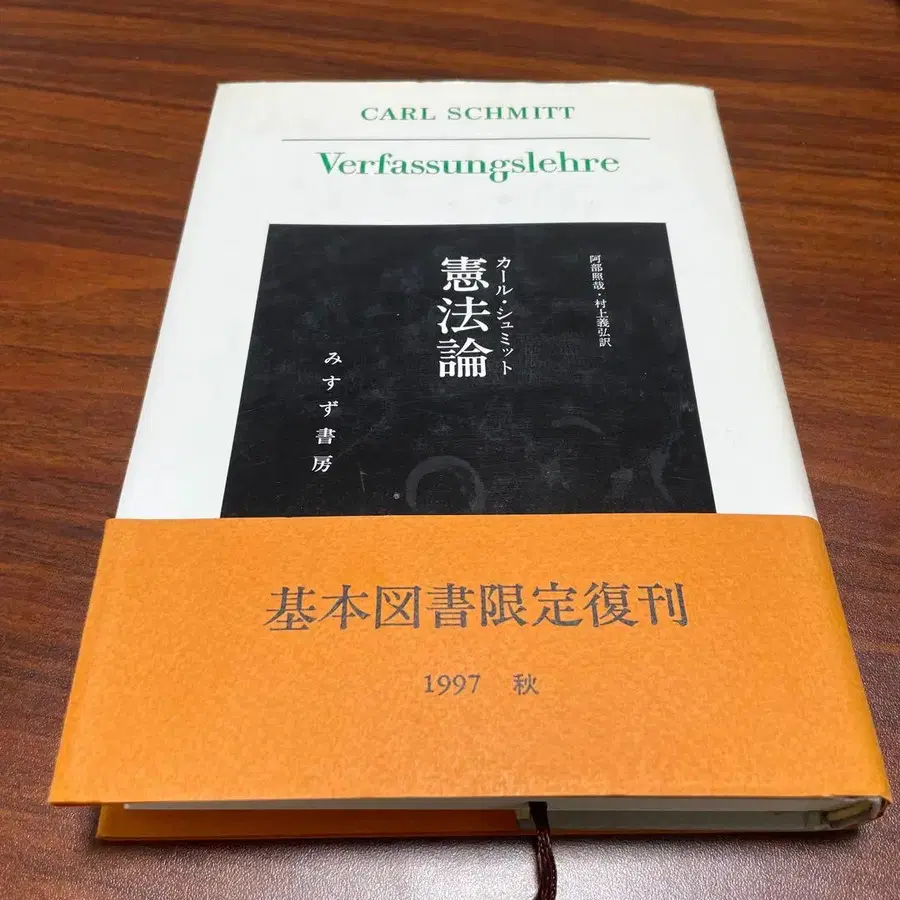 CARL SCHMITT
Verfassungslehre
阿部照哉・村上義弘訳
カール・シュミット
憲法論
みすず書房
基本図書限定復刊
1997 秋